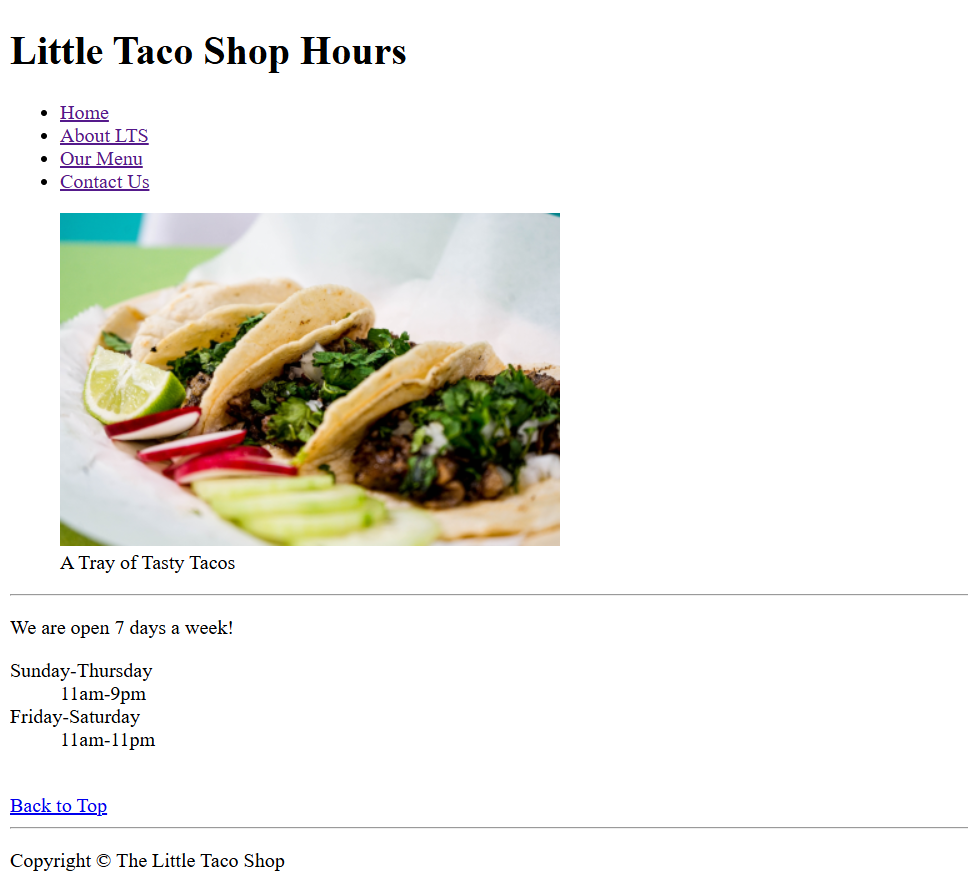 Little Taco Shop Hours
Home
About LTS
Our Menu
Contact Us
A Tray of Tasty Tacos
We are open 7 days a week!
Sunday-Thursday
11am-9pm
Friday-Saturday
11am-11pm
Back to Top
Copyright © The Little Taco Shop